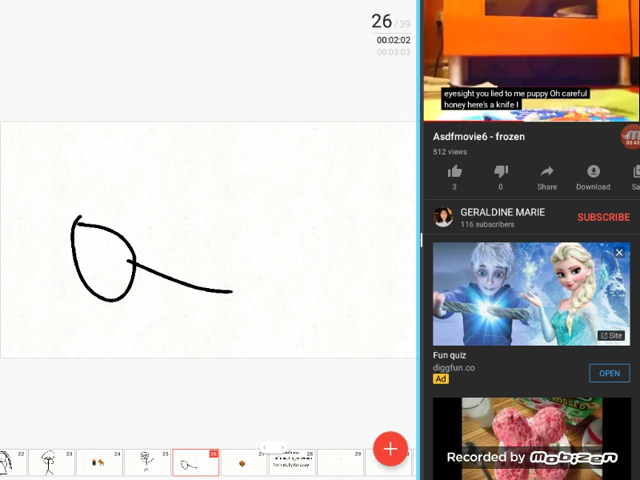 26/39
00:02:02
00:03:03
eyesight you lied to me puppy Oh careful
honey here's a knife I
Asdfmovie6 - frozen
512 views
3
0
Share
Download
GERALDINE MARIE
116 subscribers
SUBSCRIBE
Site
Fun quiz
diggfun.co
Ad
OPEN
22
23
24
25
26
27
28
29
Recorded by Mobizen